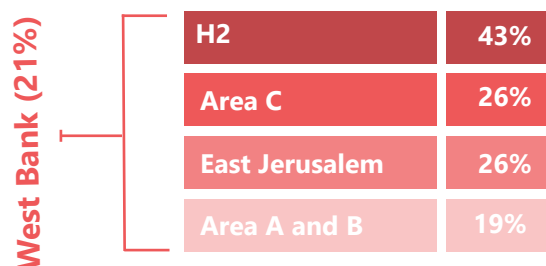 West Bank (21%)
H2 43%
Area C 26%
East Jerusalem 26%
Area A and B 19%